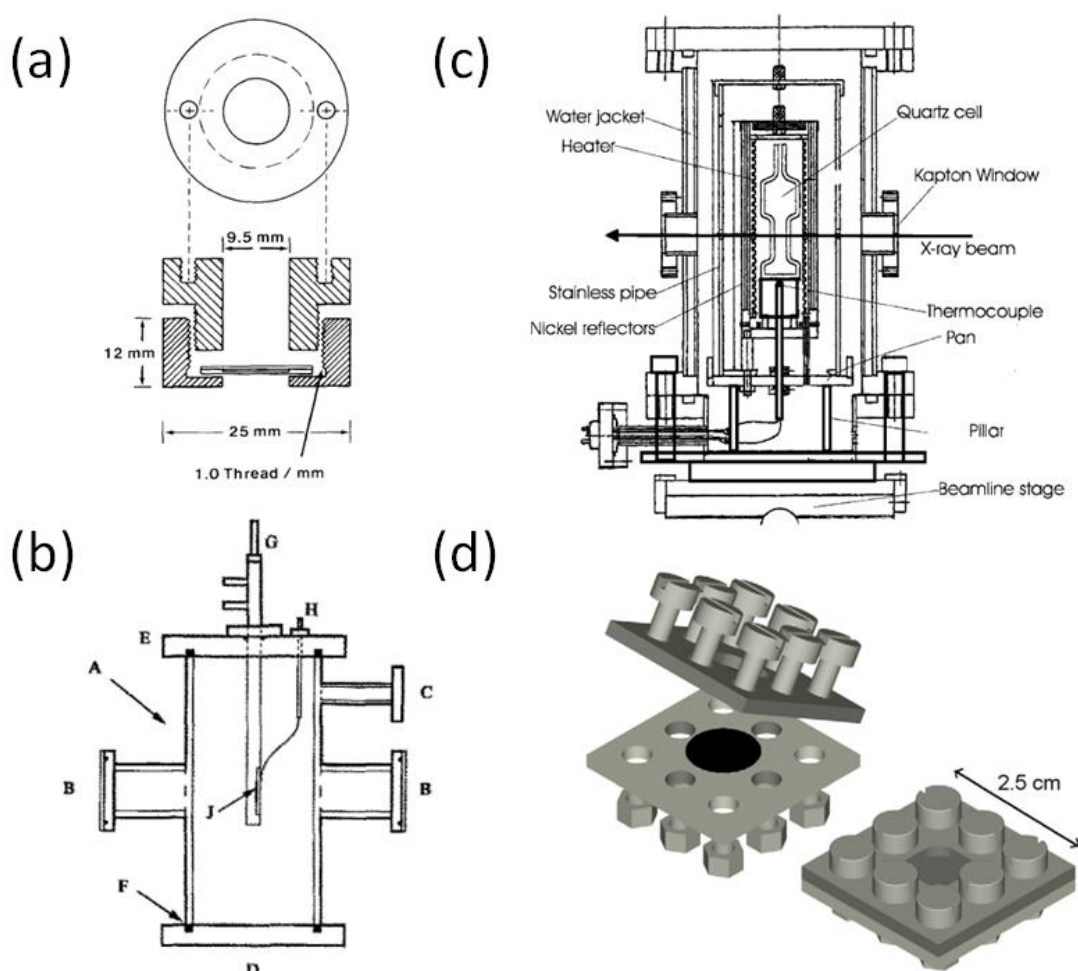 (a)
9.5 mm
12 mm
25 mm
1.0 Thread / mm
(c)
Water jacket
Heater
Quartz cell
Kapton Window
X-ray beam
Stainless pipe
Nickel reflectors
Thermocouple
Pan
Pillar
Beamline stage
(b)
G
H
E
A
C
B
B
J
F
D
(d)
2.5 cm